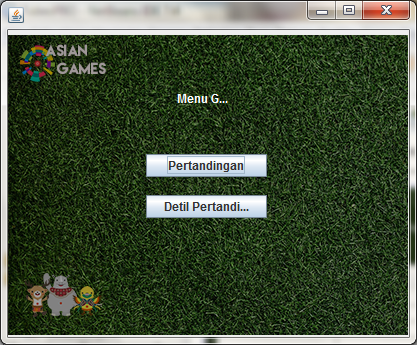 ASIAN
GAMES
Menu G...
Pertandingan
Detil Pertandi...